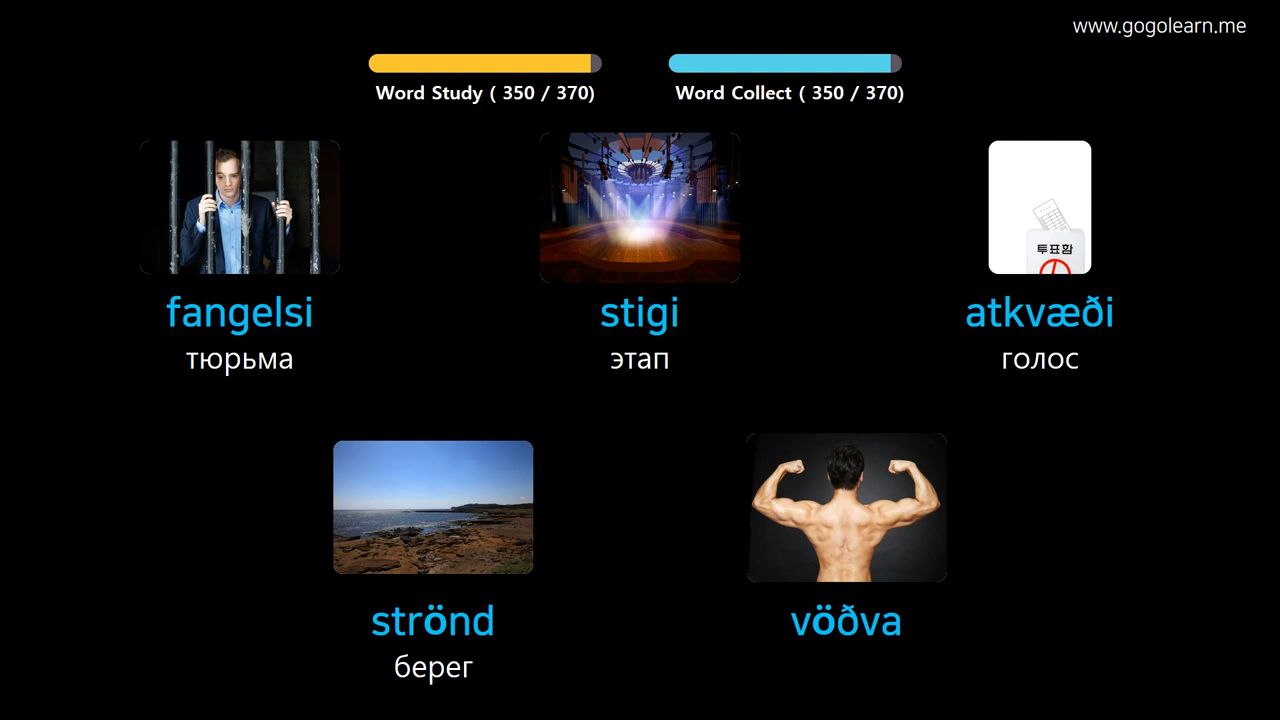 www.gogolearn.me
Word Study ( 350 / 370)
Word Collect ( 350 / 370)
투표함
fangelsi
stigi
atkvæði
тюрьма
этап
голос
strönd
vöðva
берег